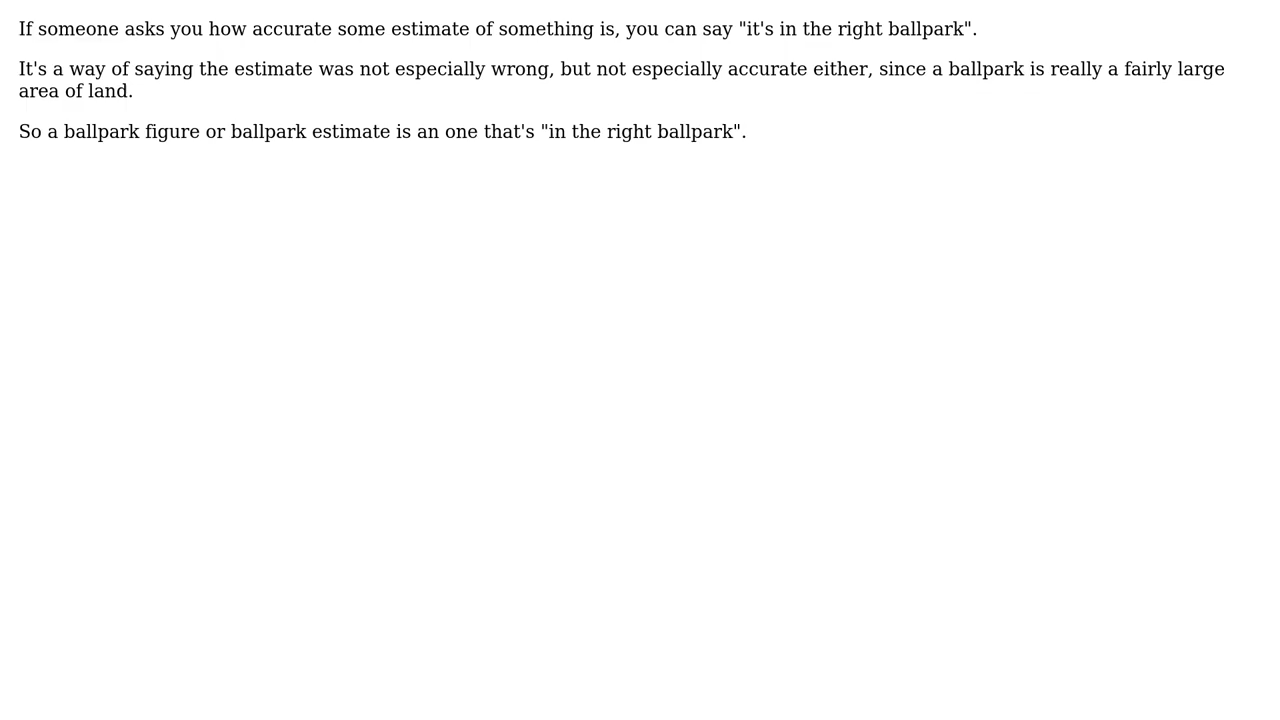 If someone asks you how accurate some estimate of something is, you can say "it's in the right ballpark".
It's a way of saying the estimate was not especially wrong, but not especially accurate either, since a ballpark is really a fairly large
area of land.
So a ballpark figure or ballpark estimate is an one that's "in the right ballpark".